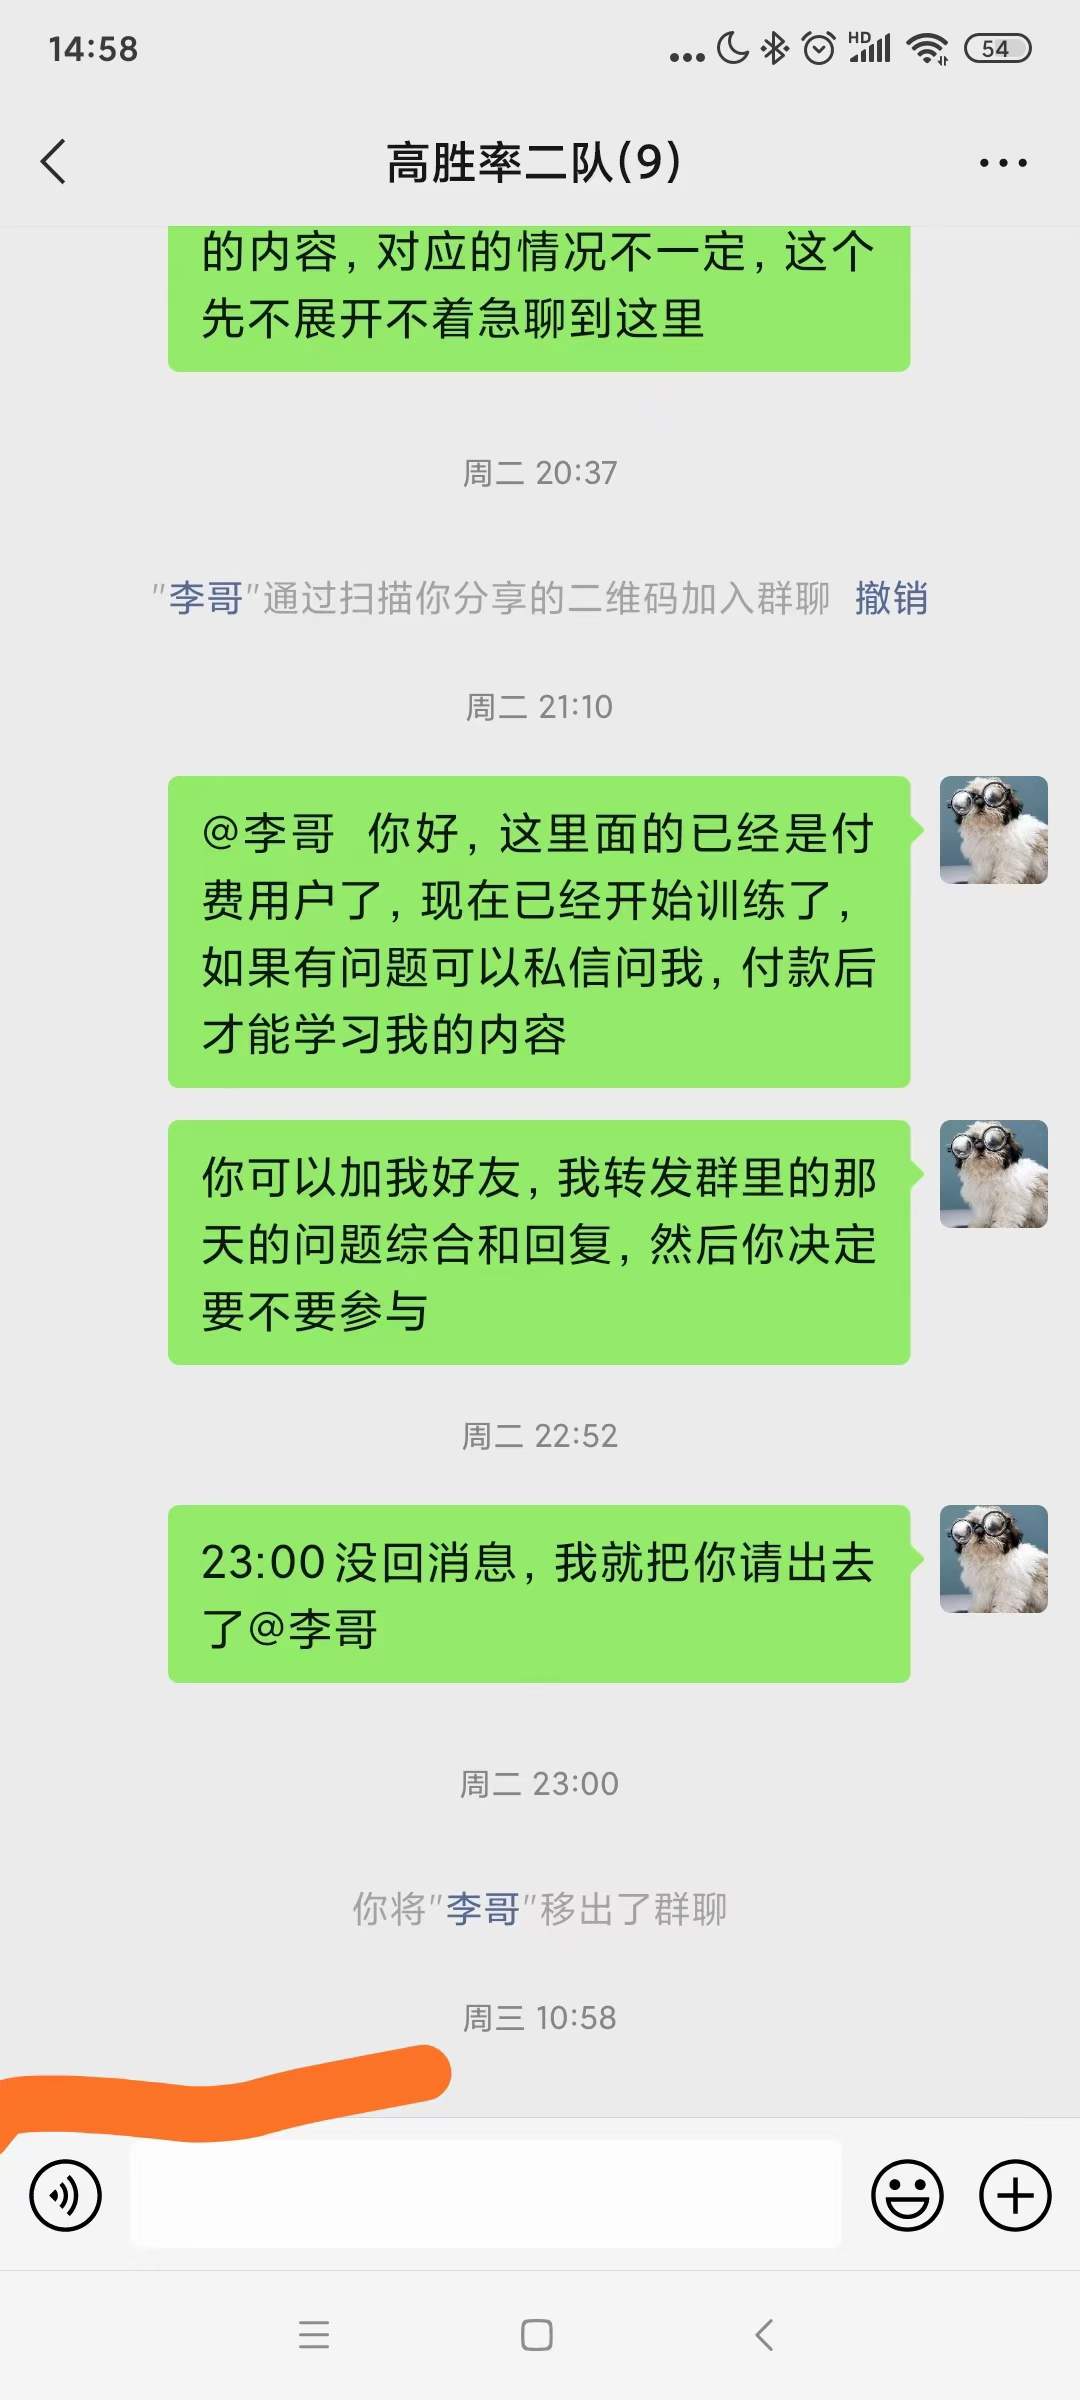 14:58
HD
54
高胜率二队(9)
的内容，对应的情况不一定，这个
先不展开不着急聊到这里
周二 20:37
"李哥"通过扫描你分享的二维码加入群聊 撤销
周二 21:10
@李哥 你好，这里面的已经是付
费用户了，现在已经开始训练了，
如果有问题可以私信问我，付款后
才能学习我的内容
你可以加我好友，我转发群里的那
天的问题综合和回复，然后你决定
要不要参与
周二 22:52
23:00没回消息，我就把你请出去
了@李哥
周二 23:00
你将"李哥"移出了群聊
周三 10:58